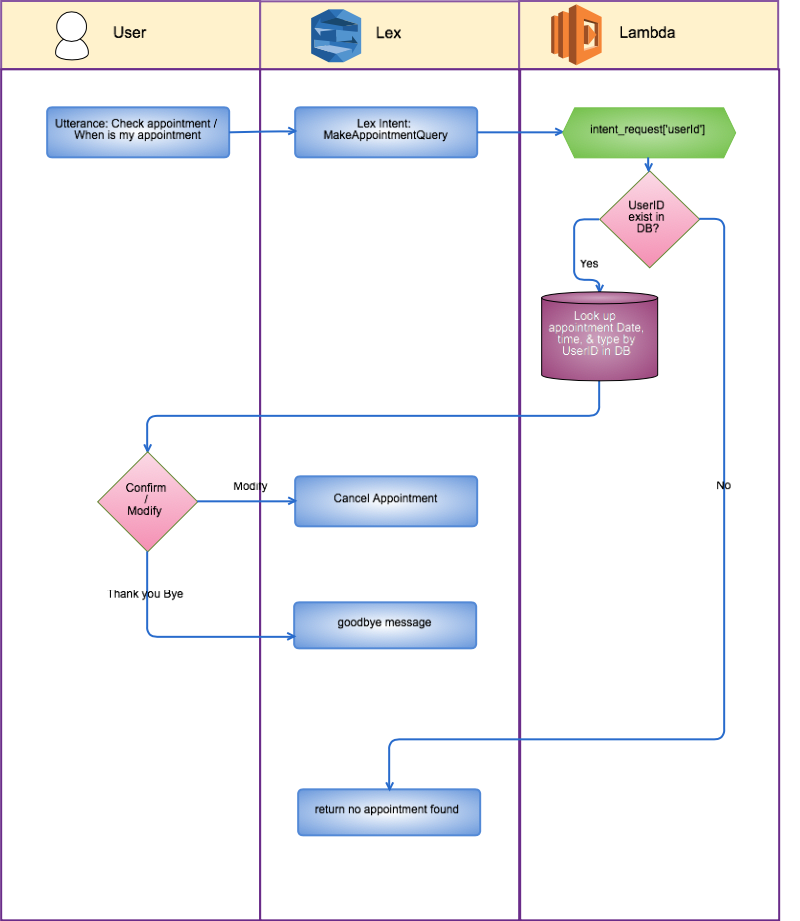 User
Lex
Lambda
Utterance: Check appointment /
When is my appointment
Lex Intent:
MakeAppointmentQuery
intent_request['userId']
UserID
exist in
DB?
Yes
Look up
appointment Date,
time, & type by
UserID in DB
No
Confirm
/
Modify
Modify
Cancel Appointment
Thank you Bye
goodbye message
return no appointment found